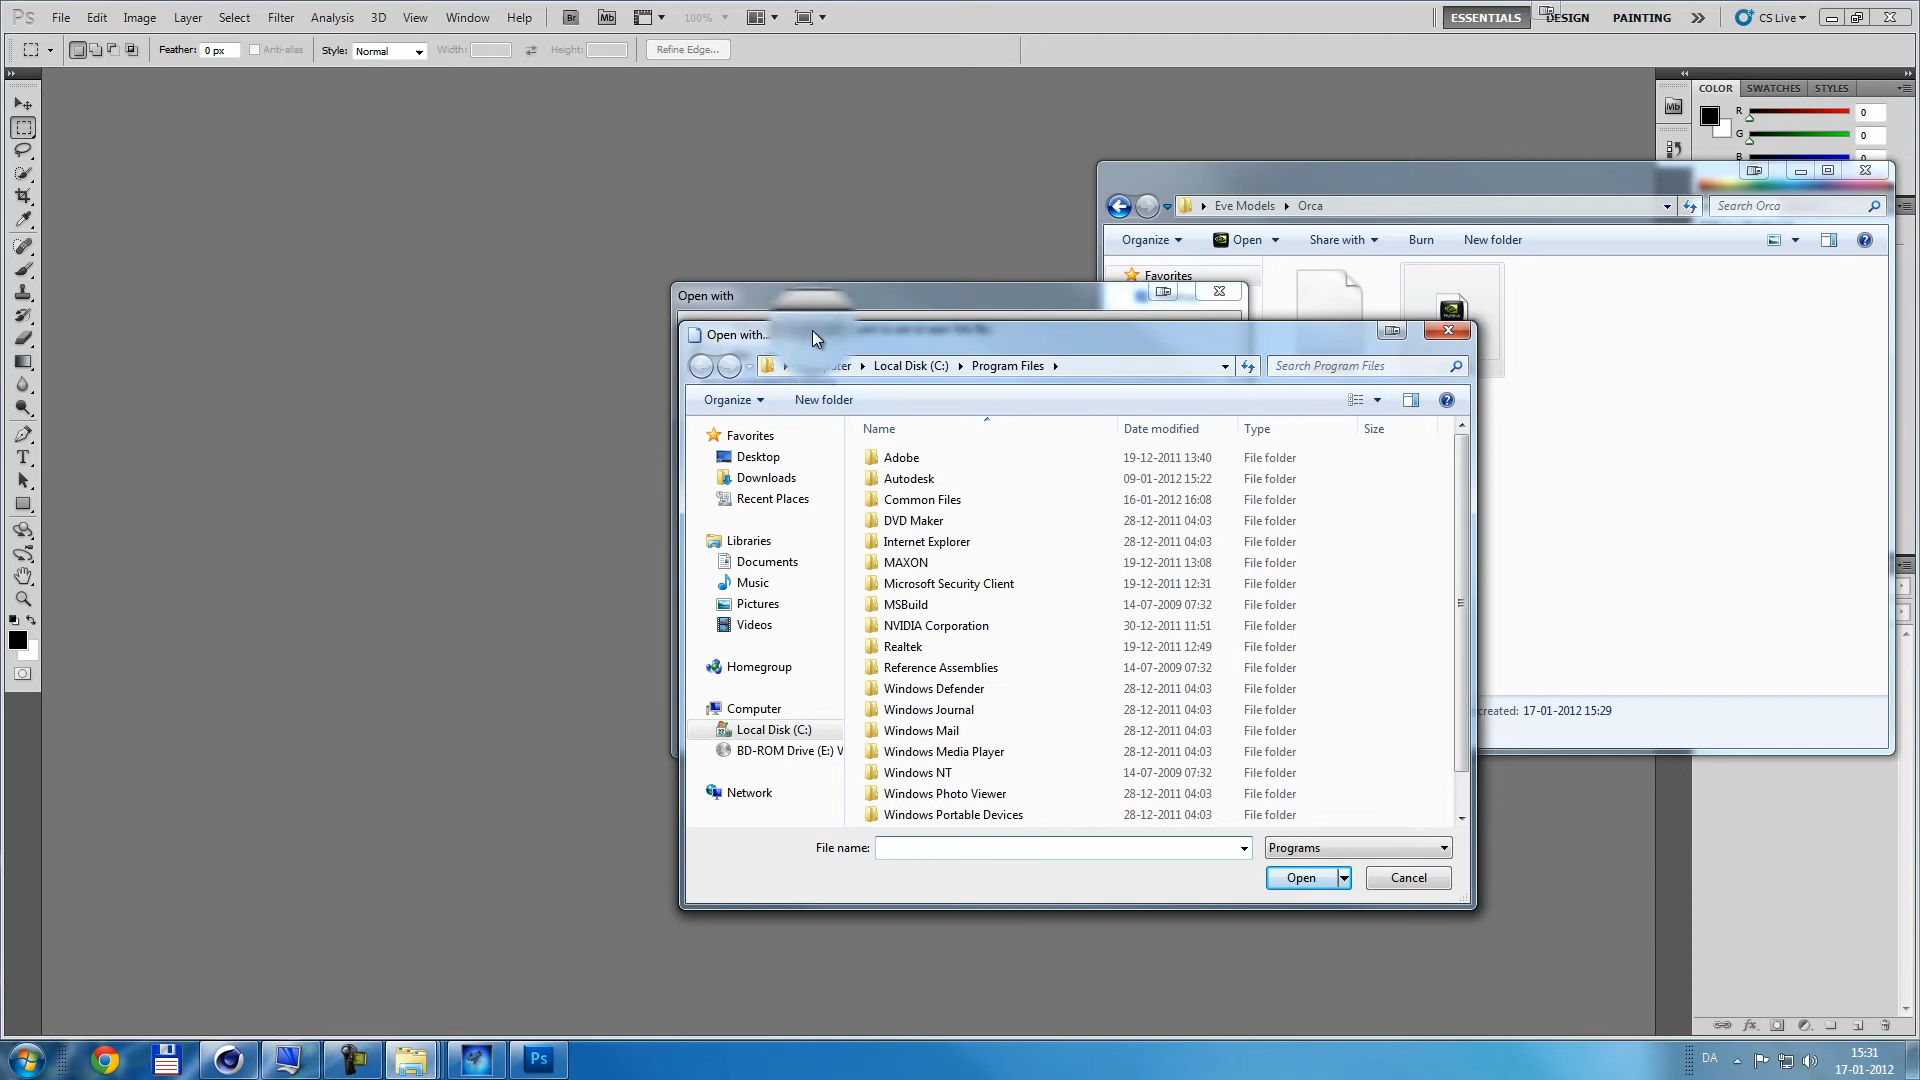 Ps File Edit Image Layer Select Filter Analysis 3D View Window Help Br Mb 100% ESSENTIALS DESIGN PAINTING CS Live
Feather: 0 px Anti-alias Style: Normal Width: Height: Refine Edge...
COLOR SWATCHES STYLES
Mb
R 0
G 0
B 0
Eve Models Orca Search Orca
Organize Open Share with Burn New folder
Favorites
created: 17-01-2012 15:29
Open with
Open with...
Local Disk (C:) Program Files Search Program Files
Organize New folder
Name Date modified Type Size
Favorites
Desktop
Downloads
Recent Places
Libraries
Documents
Music
Pictures
Videos
Homegroup
Computer
Local Disk (C:)
BD-ROM Drive (E:) V
Network
Adobe 19-12-2011 13:40 File folder
Autodesk 09-01-2012 15:22 File folder
Common Files 16-01-2012 16:08 File folder
DVD Maker 28-12-2011 04:03 File folder
Internet Explorer 28-12-2011 04:03 File folder
MAXON 19-12-2011 13:08 File folder
Microsoft Security Client 19-12-2011 12:31 File folder
MSBuild 14-07-2009 07:32 File folder
NVIDIA Corporation 30-12-2011 11:51 File folder
Realtek 19-12-2011 12:49 File folder
Reference Assemblies 14-07-2009 07:32 File folder
Windows Defender 28-12-2011 04:03 File folder
Windows Journal 28-12-2011 04:03 File folder
Windows Mail 28-12-2011 04:03 File folder
Windows Media Player 28-12-2011 04:03 File folder
Windows NT 14-07-2009 07:32 File folder
Windows Photo Viewer 28-12-2011 04:03 File folder
Windows Portable Devices 28-12-2011 04:03 File folder
File name: Programs
Open Cancel
Ps
DA 15:31
17-01-2012